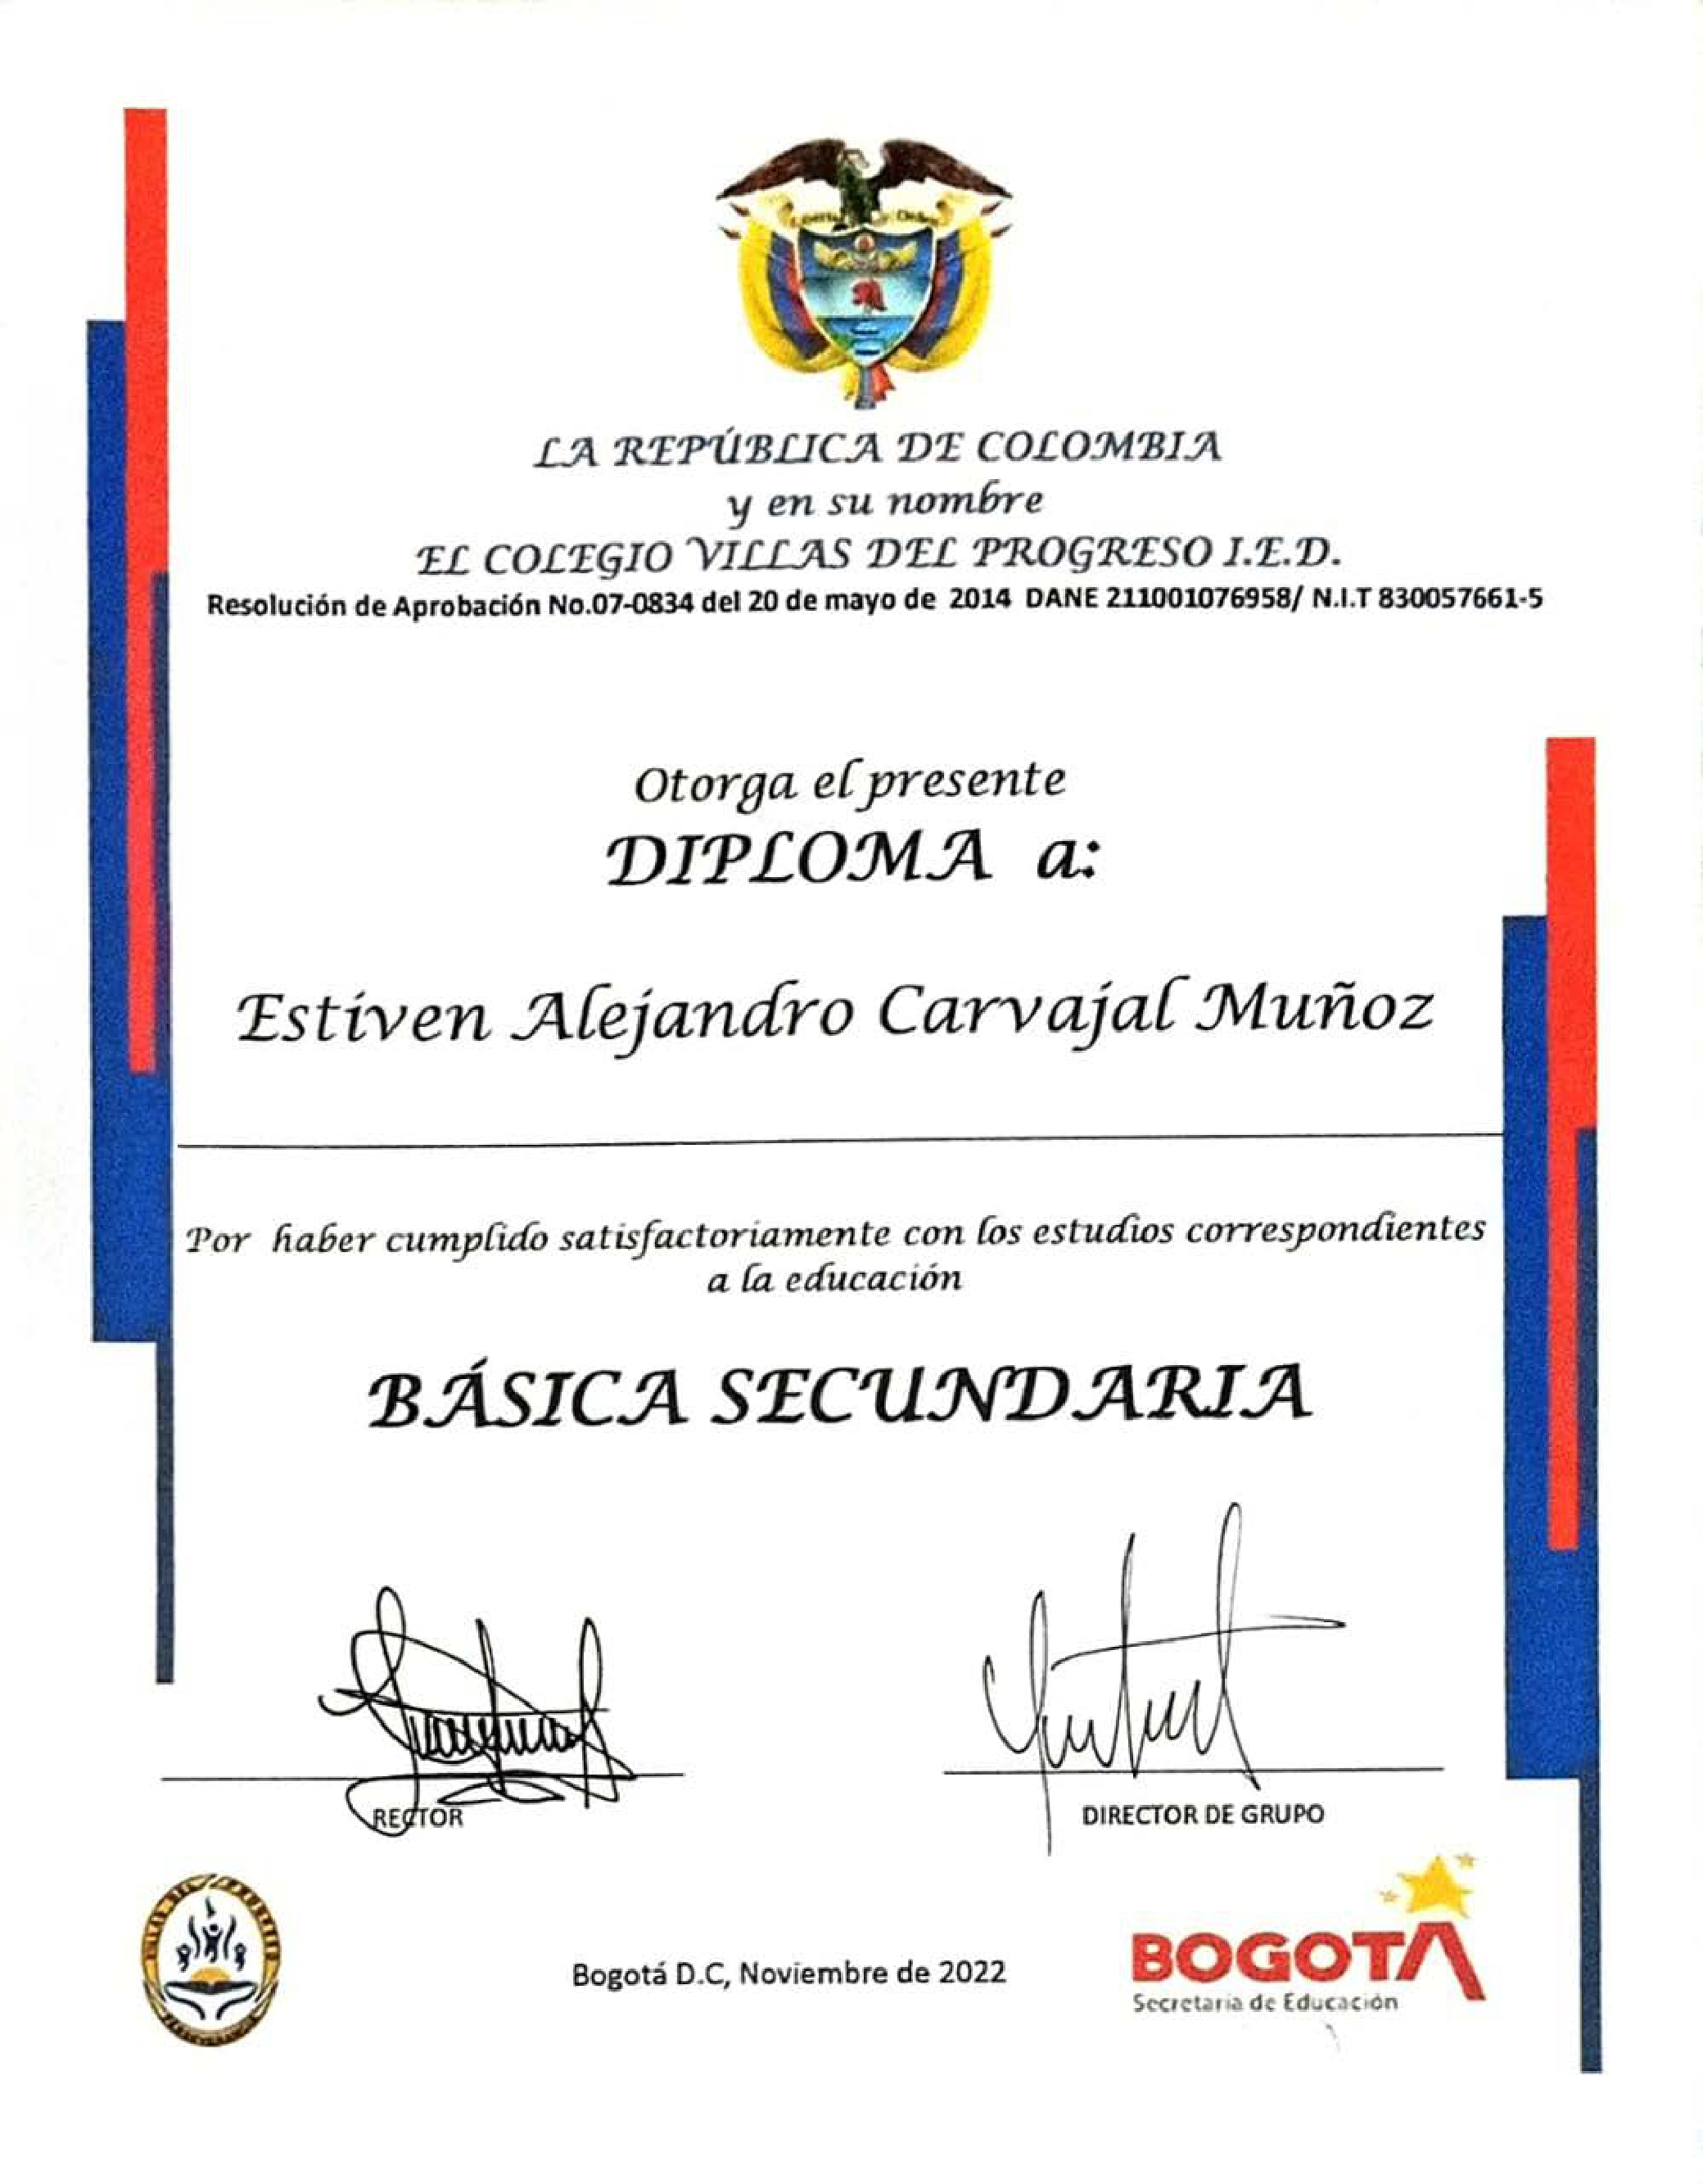 LA REPÚBLICA DE COLOMBIA
y en su nombre
EL COLEGIO VILLAS DEL PROGRESO I.E.D.
Resolución de Aprobación No.07-0834 del 20 de mayo de 2014 DANE 211001076958/ N.I.T 830057661-5
Otorga el presente
DIPLOMA a:
Estiven Alejandro Carvajal Muñoz
Por haber cumplido satisfactoriamente con los estudios correspondientes
a la educación
BÁSICA SECUNDARIA
RECTOR
DIRECTOR DE GRUPO
Bogotá D.C, Noviembre de 2022
BOGOTÁ
Secretaría de Educación